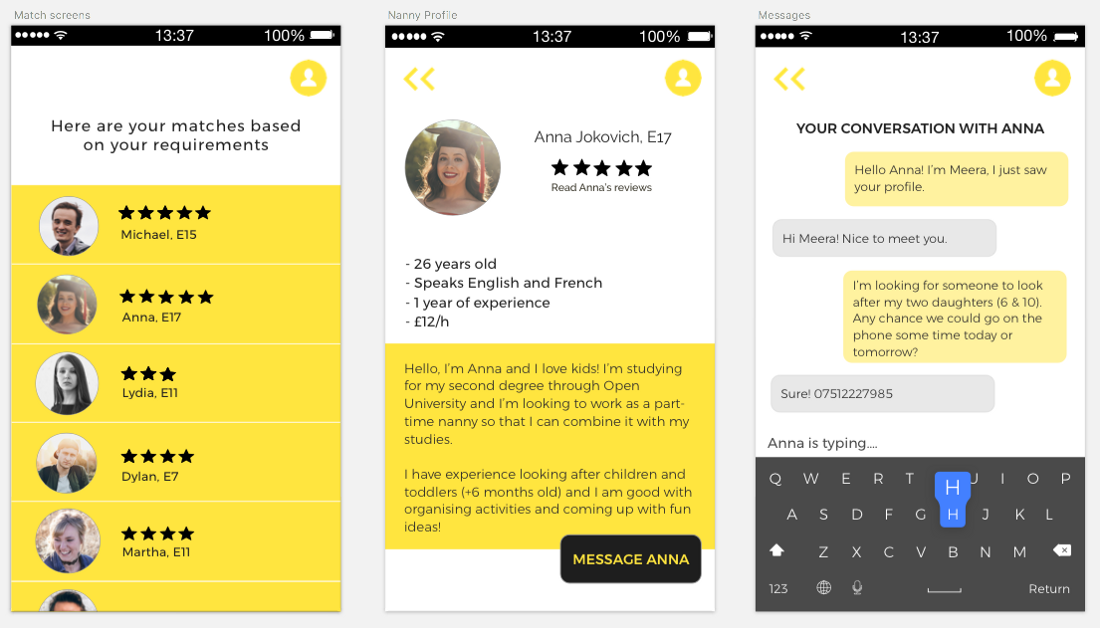 Match screens
13:37
100%
Here are your matches based
on your requirements
Michael, E15
Anna, E17
Lydia, E11
Dylan, E7
Martha, E11
Nanny Profile
13:37
100%
Anna Jokovich, E17
Read Anna's reviews
- 26 years old
- Speaks English and French
- 1 year of experience
- £12/h
Hello, I'm Anna and I love kids! I'm studying
for my second degree through Open
University and I'm looking to work as a part-
time nanny so that I can combine it with my
studies.
I have experience looking after children and
toddlers (+6 months old) and I am good with
organising activities and coming up with fun
ideas!
MESSAGE ANNA
Messages
13:37
100%
YOUR CONVERSATION WITH ANNA
Hello Anna! I'm Meera, I just saw
your profile.
Hi Meera! Nice to meet you.
I'm looking for someone to look
after my two daughters (6 & 10).
Any chance we could go on the
phone some time today or
tomorrow?
Sure! 07512227985
Anna is typing....
Q W E R T U I O P
H
A S D F G H J K L
Z X C V B N M
123 Return